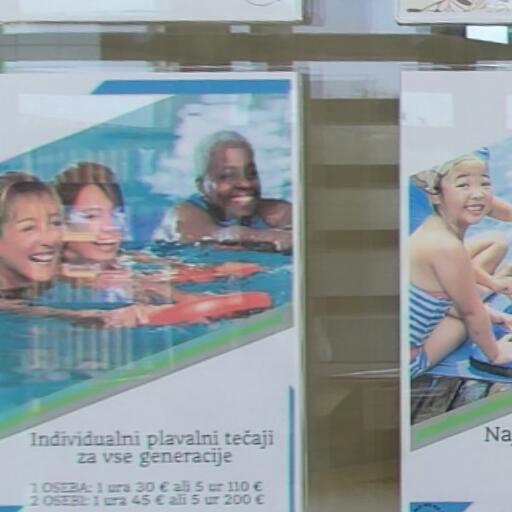 Individualni plavalni tečaji
za vse generacije
1 OSEBA: 1 ura 30 € ali 5 ur 110 €
2 OSEBI: 1 ura 45 € ali 5 ur 200 €